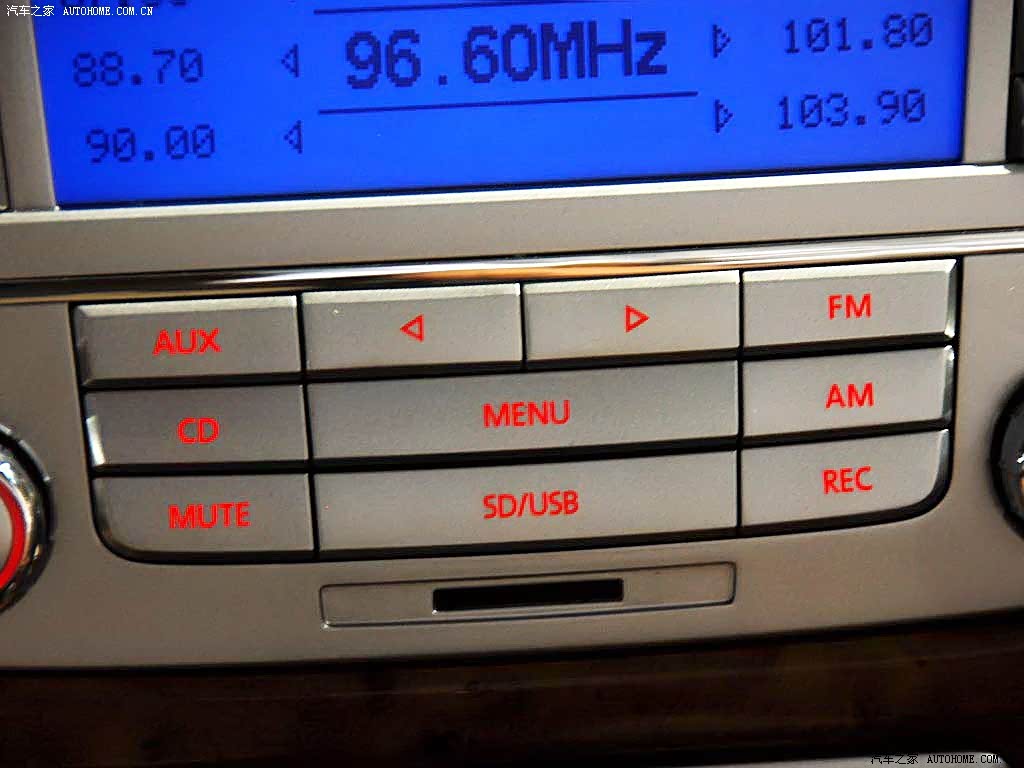 汽车之家 AUTOHOME.COM.CN
88.70 ◁ 96.60MHz ▷ 101.80
90.00 ◁ ▷ 103.90
AUX ◁ ▷ FM
CD MENU AM
MUTE SD/USB REC
汽车之家 AUTOHOME.COM.CN